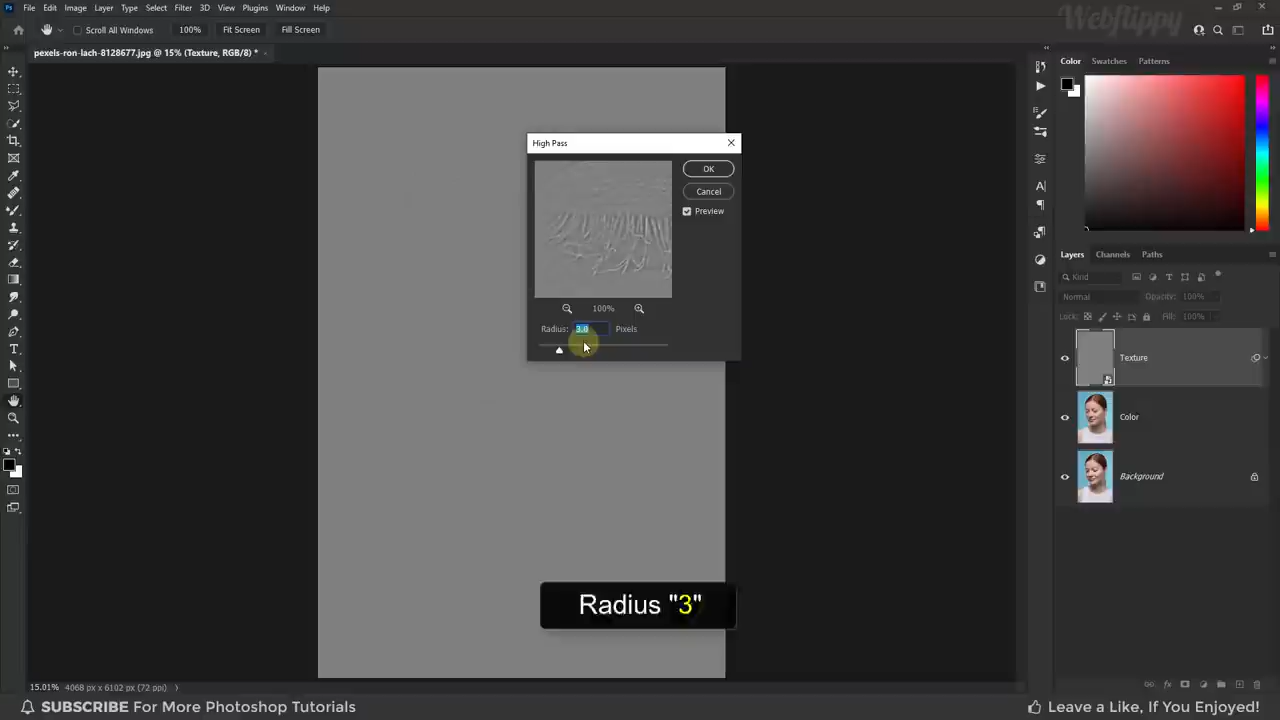 File Edit Image Layer Type Select Filter 3D View Plugins Window Help
Webflippy
Scroll All Windows 100% Fit Screen Fill Screen
pexels-ron-lach-8128677.jpg @ 15% (Texture, RGB/8) *
Color Swatches Patterns
High Pass
OK
Cancel
Preview
100%
Radius: 3.0 Pixels
Layers Channels Paths
Kind
Normal Opacity: 100%
Lock: Fill: 100%
Texture
Color
Background
Radius "3"
15.01% 4068 px x 6102 px (72 ppi)
SUBSCRIBE For More Photoshop Tutorials
Leave a Like, If You Enjoyed!